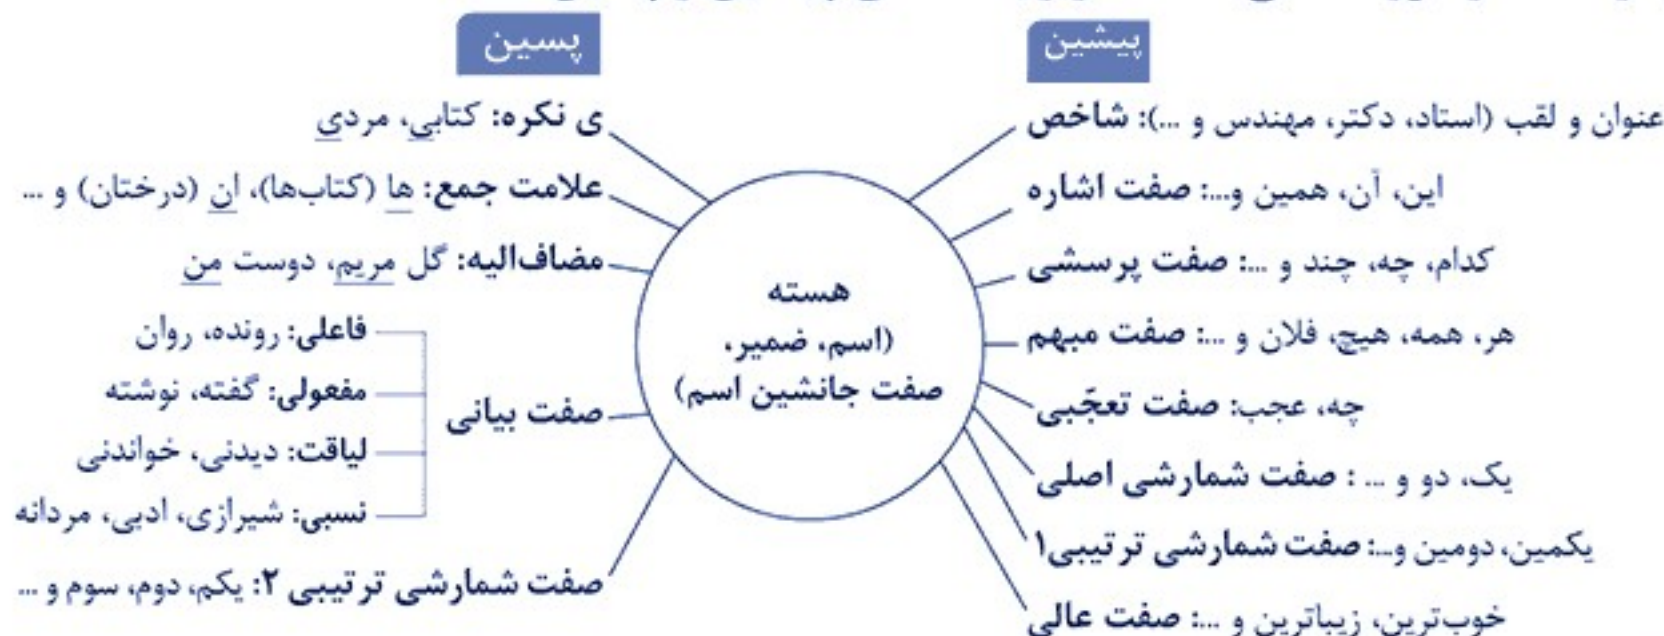 پیشین
عنوان و لقب (استاد، دکتر، مهندس و ...): شاخص
این، آن، همین و...: صفت اشاره
کدام، چه، چند و ...: صفت پرسشی
هر، همه، هیچ، فلان و ...: صفت مبهم
چه، عجب: صفت تعجّبی
یک، دو و ... : صفت شمارشی اصلی
یکمین، دومین و...: صفت شمارشی ترتیبی۱
خوب‌ترین، زیباترین و ...: صفت عالی
هسته
(اسم، ضمیر،
صفت جانشین اسم)
پسین
ی نکره: کتابی، مردی
علامت جمع: ها (کتاب‌ها)، ان (درختان) و ...
مضاف‌الیه: گل مریم، دوست من
صفت بیانی
فاعلی: رونده، روان
مفعولی: گفته، نوشته
لیاقت: دیدنی، خواندنی
نسبی: شیرازی، ادبی، مردانه
صفت شمارشی ترتیبی ۲: یکم، دوم، سوم و ...